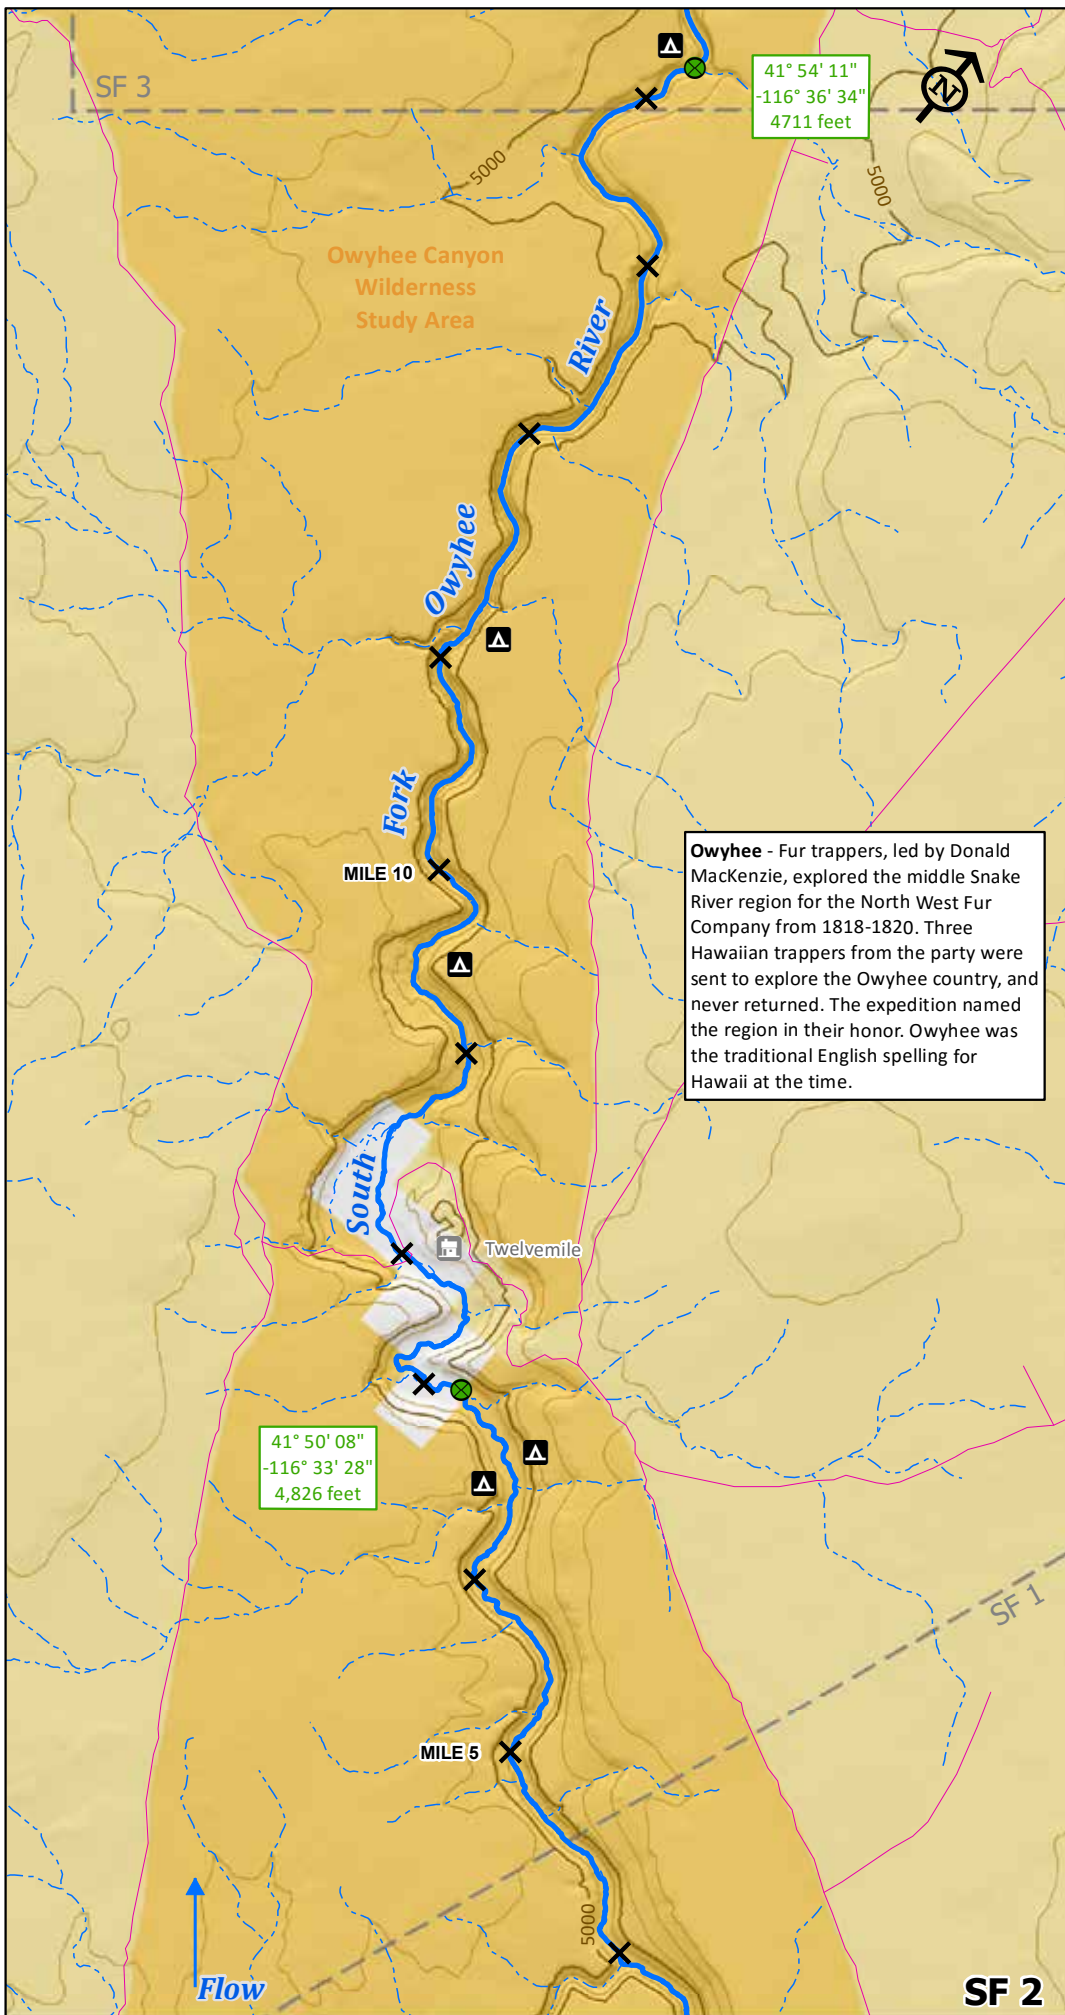 SF 3
41° 54' 11"
-116° 36' 34"
4711 feet
N
5000
5000
Owyhee Canyon
Wilderness
Study Area
River
Owyhee
Fork
MILE 10
Owyhee - Fur trappers, led by Donald
MacKenzie, explored the middle Snake
River region for the North West Fur
Company from 1818-1820. Three
Hawaiian trappers from the party were
sent to explore the Owyhee country, and
never returned. The expedition named
the region in their honor. Owyhee was
the traditional English spelling for
Hawaii at the time.
South
Twelvemile
41° 50' 08"
-116° 33' 28"
4,826 feet
SF 1
MILE 5
5000
Flow
SF 2